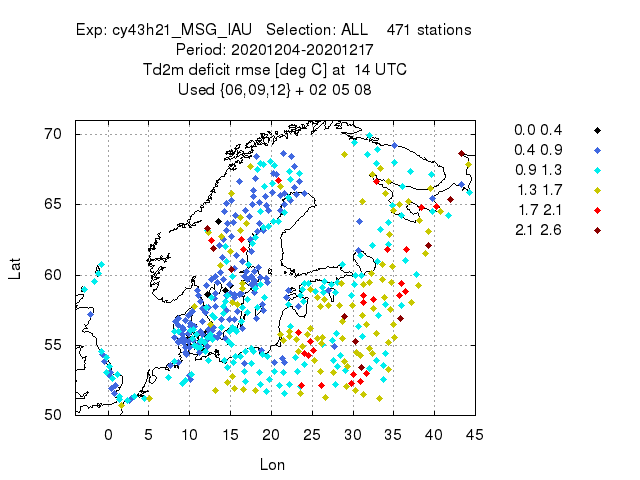 Exp: cy43h21_MSG_IAU   Selection: ALL    471 stations
Period: 20201204-20201217
Td2m deficit rmse [deg C] at  14 UTC
Used {06,09,12} + 02 05 08
70
65
60
55
50
Lat
0 5 10 15 20 25 30 35 40 45
Lon
0.0 0.4
0.4 0.9
0.9 1.3
1.3 1.7
1.7 2.1
2.1 2.6